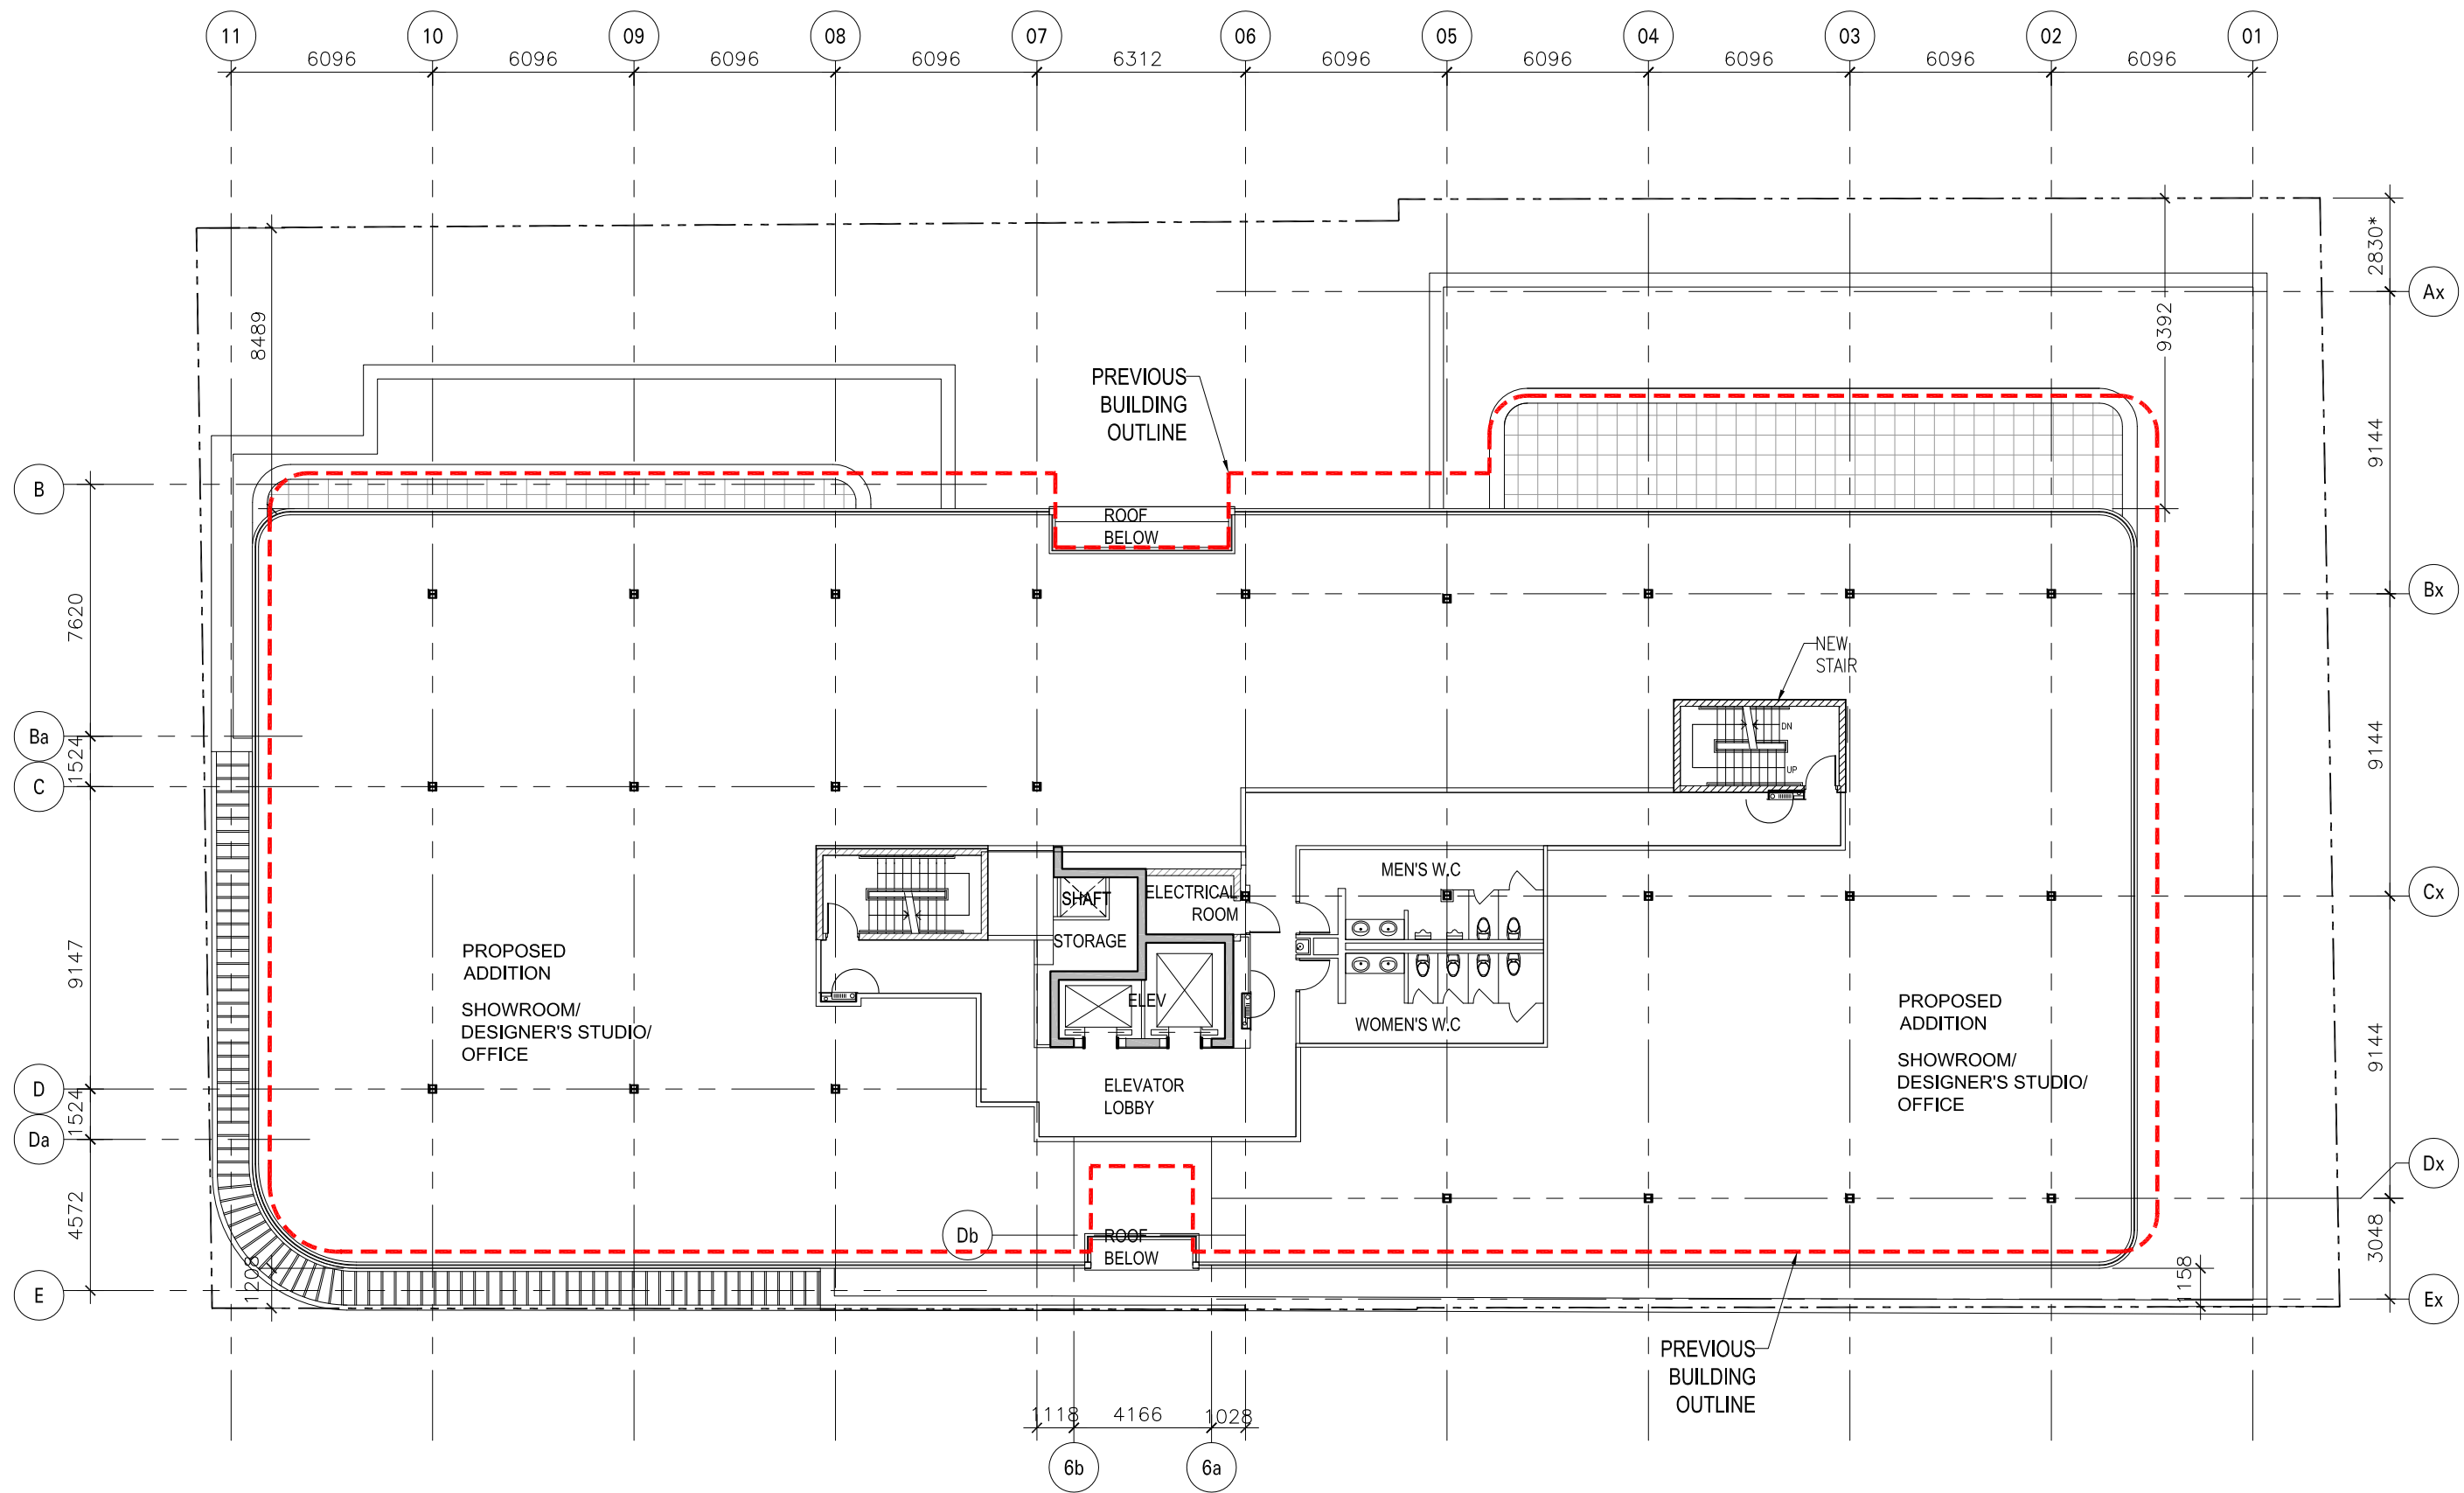 11 10 09 08 07 06 05 04 03 02 01
6096 6096 6096 6096 6312 6096 6096 6096 6096 6096
2830*
Ax
8489
9392
PREVIOUS
BUILDING
OUTLINE
9144
B
ROOF
BELOW
Bx
7620
NEW
STAIR
DN
UP
9144
Ba
1524
C
MEN'S W.C
SHAFT
ELECTRICAL
ROOM
Cx
STORAGE
PROPOSED
ADDITION
SHOWROOM/
DESIGNER'S STUDIO/
OFFICE
9147
ELEV
WOMEN'S W.C
PROPOSED
ADDITION
SHOWROOM/
DESIGNER'S STUDIO/
OFFICE
9144
D
ELEVATOR
LOBBY
1524
Da
Dx
4572
Db
ROOF
BELOW
3048
1208
1158
E
Ex
PREVIOUS
BUILDING
OUTLINE
1118 4166 1028
6b 6a